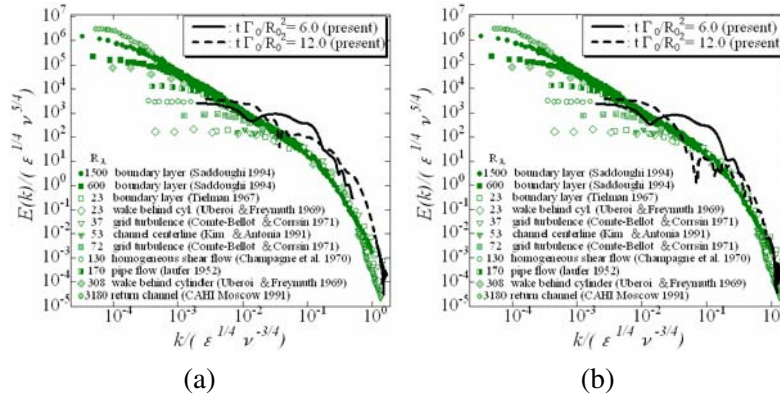 (a)
10^7
10^6
10^5
10^4
10^3
10^2
10^1
10^0
10^-1
10^-2
10^-3
10^-4
10^-5
E(k)/( ε^1/4 ν^5/4)
: t Γ0/R0^2 = 6.0 (present)
: t Γ0/R0^2 = 12.0 (present)
Rλ
1500 boundary layer (Saddoughi 1994)
600 boundary layer (Saddoughi 1994)
23 boundary layer (Tielman 1967)
23 wake behind cyl (Uberoi & Freymuth 1969)
37 grid turbulence (Comte-Bellot & Corrsin 1971)
53 channel centerline (Kim & Antonia 1991)
72 grid turbulence (Comte-Bellot & Corrsin 1971)
130 homogeneous shear flow (Champagne et al. 1970)
170 pipe flow (laufer 1952)
308 wake behind cylinder (Uberoi & Freymuth 1969)
3180 return channel (CAHI Moscow 1991)
10^-4 10^-3 10^-2 10^-1 10^0
k/( ε^1/4 ν^-3/4)
(a)
(b)
10^7
10^6
10^5
10^4
10^3
10^2
10^1
10^0
10^-1
10^-2
10^-3
10^-4
10^-5
E(k)/( ε^1/4 ν^5/4)
: t Γ0/R0^2 = 6.0 (present)
: t Γ0/R0^2 = 12.0 (present)
Rλ
1500 boundary layer (Saddoughi 1994)
600 boundary layer (Saddoughi 1994)
23 boundary layer (Tielman 1967)
23 wake behind cyl (Uberoi & Freymuth 1969)
37 grid turbulence (Comte-Bellot & Corrsin 1971)
53 channel centerline (Kim & Antonia 1991)
72 grid turbulence (Comte-Bellot & Corrsin 1971)
130 homogeneous shear flow (Champagne et al. 1970)
170 pipe flow (laufer 1952)
308 wake behind cylinder (Uberoi & Freymuth 1969)
3180 return channel (CAHI Moscow 1991)
10^-4 10^-3 10^-2 10^-1 10^0
k/( ε^1/4 ν^-3/4)
(b)